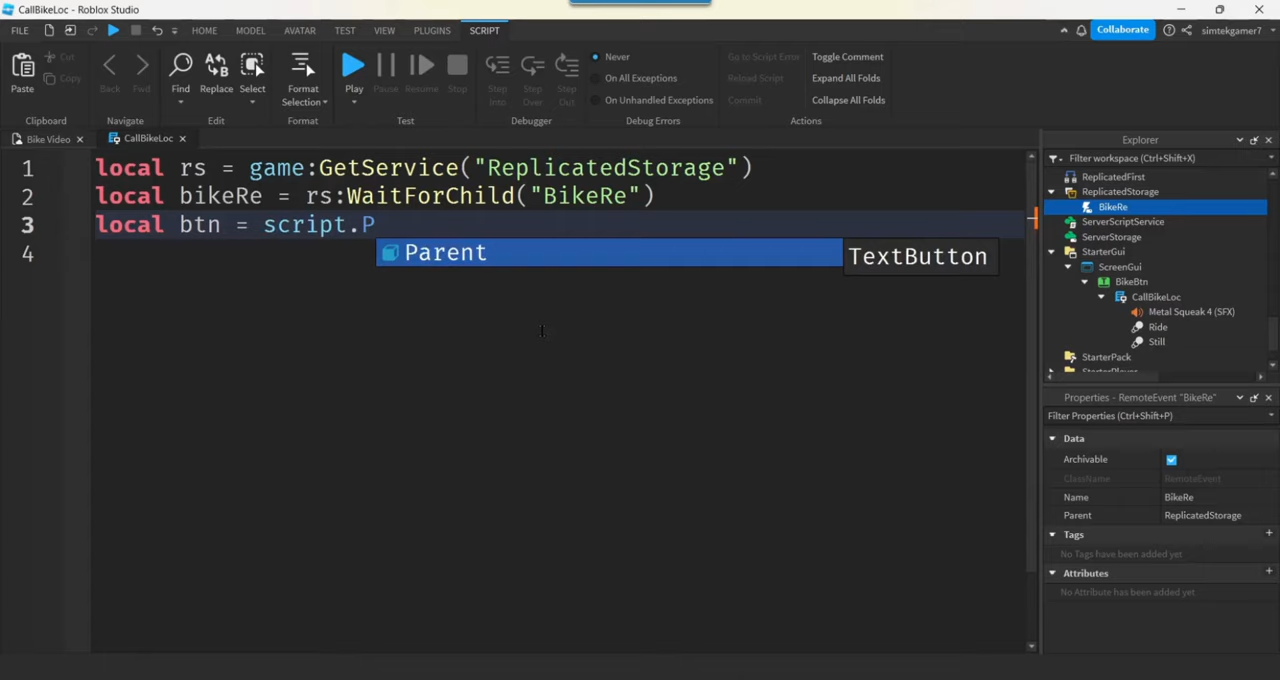 CallBikeLoc - Roblox Studio
FILE HOME MODEL AVATAR TEST VIEW PLUGINS SCRIPT Collaborate simtekgamer7
Paste Cut Copy Back Find Find Replace Select Format Selection Play Pause Resume Stop Step Into Step Over Step Out
Never
On All Exceptions
On Unhandled Exceptions
Go to Script Error
Reload Script
Commit
Toggle Comment
Expand All Folds
Collapse All Folds
Clipboard Navigate Edit Format Test Debugger Debug Errors Actions
Bike Video CallBikeLoc
1 local rs = game:GetService("ReplicatedStorage")
2 local bikeRe = rs:WaitForChild("BikeRe")
3 local btn = script.P
4
Parent TextButton
Explorer
Filter workspace (Ctrl+Shift+X)
ReplicatedFirst
ReplicatedStorage
BikeRe
ServerScriptService
ServerStorage
StarterGui
ScreenGui
BikeBtn
CallBikeLoc
Metal Squeak 4 (SFX)
Ride
Still
StarterPack
StarterPlayer
Properties - RemoteEvent "BikeRe"
Filter Properties (Ctrl+Shift+P)
Data
Archivable
ClassName RemoteEvent
Name BikeRe
Parent ReplicatedStorage
Tags
No Tags have been added yet
Attributes
No Attribute has been added yet